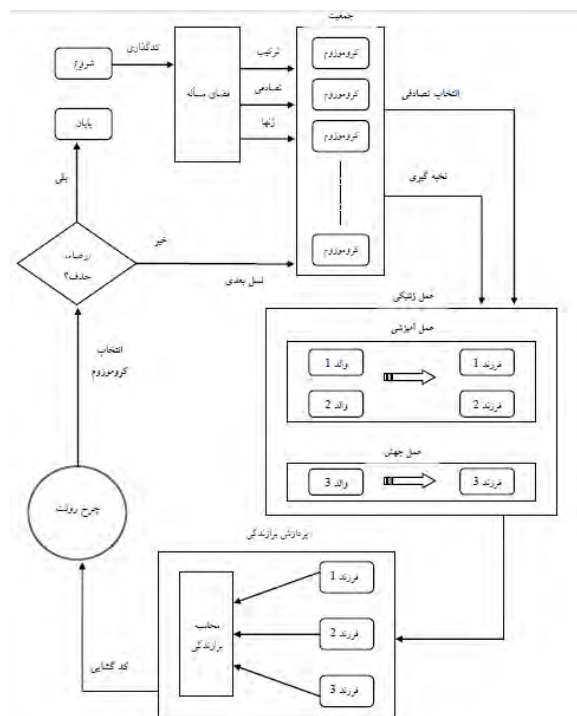 جمعیت
شروع
کدگذاری
فضای مسأله
ترکیب
تصادفی
ژنها
کروموزوم
کروموزوم
کروموزوم
کروموزوم
انتخاب تصادفی
نخبه گیری
پایان
بلی
ارضاء
هدف؟
خیر
نسل بعدی
انتخاب
کروموزوم
عمل ژنتیکی
عمل آمیزشی
والد 1
فرزند 1
والد 2
فرزند 2
عمل جهش
والد 3
فرزند 3
چرخ رولت
پردازش برازندگی
فرزند 1
محاسبه
برازندگی
فرزند 2
فرزند 3
کد گشایی